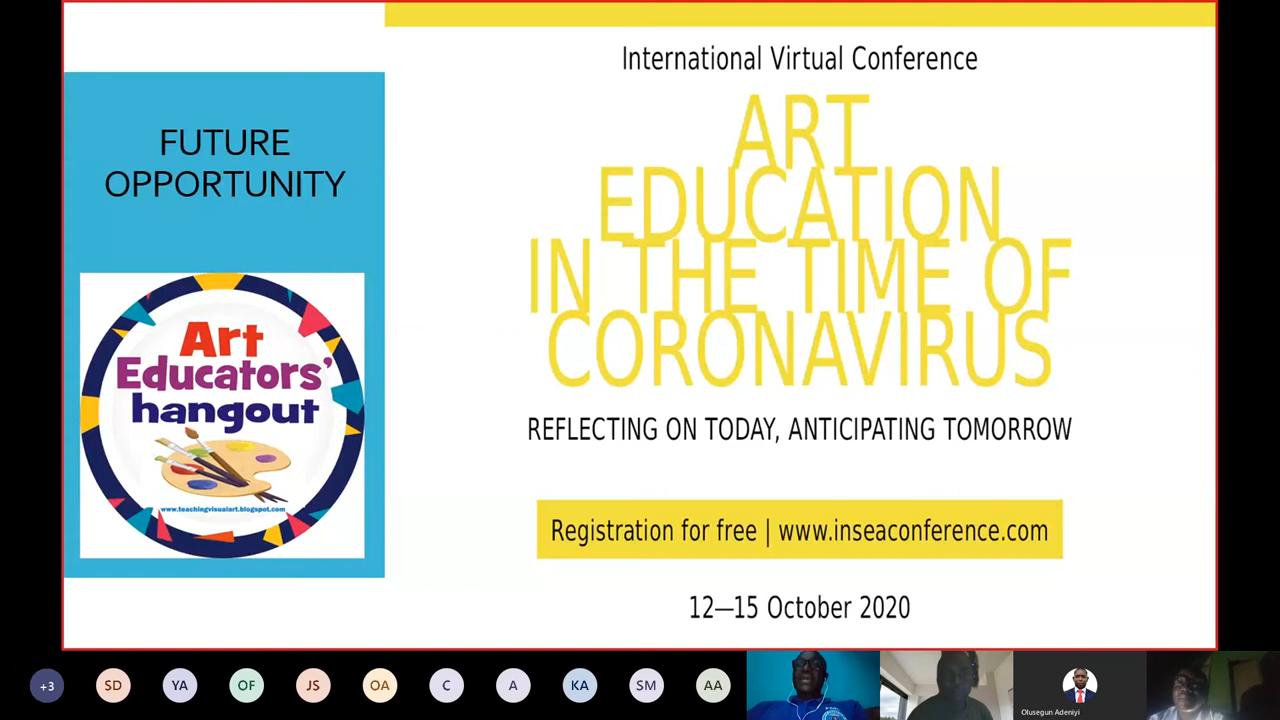 FUTURE
OPPORTUNITY
Art
Educators'
hangout
www.teachingvisualart.blogspot.com
International Virtual Conference
ART
EDUCATION
IN THE TIME OF
CORONAVIRUS
REFLECTING ON TODAY, ANTICIPATING TOMORROW
Registration for free | www.inseaconference.com
12—15 October 2020
+3
SD
YA
OF
JS
OA
C
A
KA
SM
AA
Olusegun Adeniyi